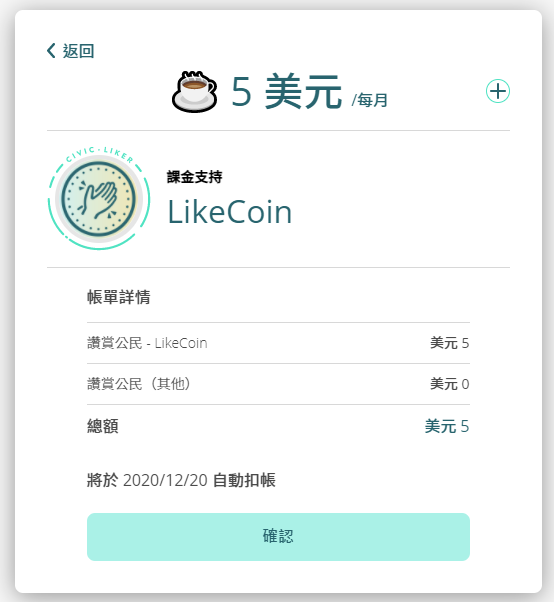 返回
5 美元 /每月
CIVIC-LIKER
課金支持
LikeCoin
帳單詳情
讚賞公民 - LikeCoin 美元 5
讚賞公民（其他） 美元 0
總額 美元 5
將於 2020/12/20 自動扣帳
確認